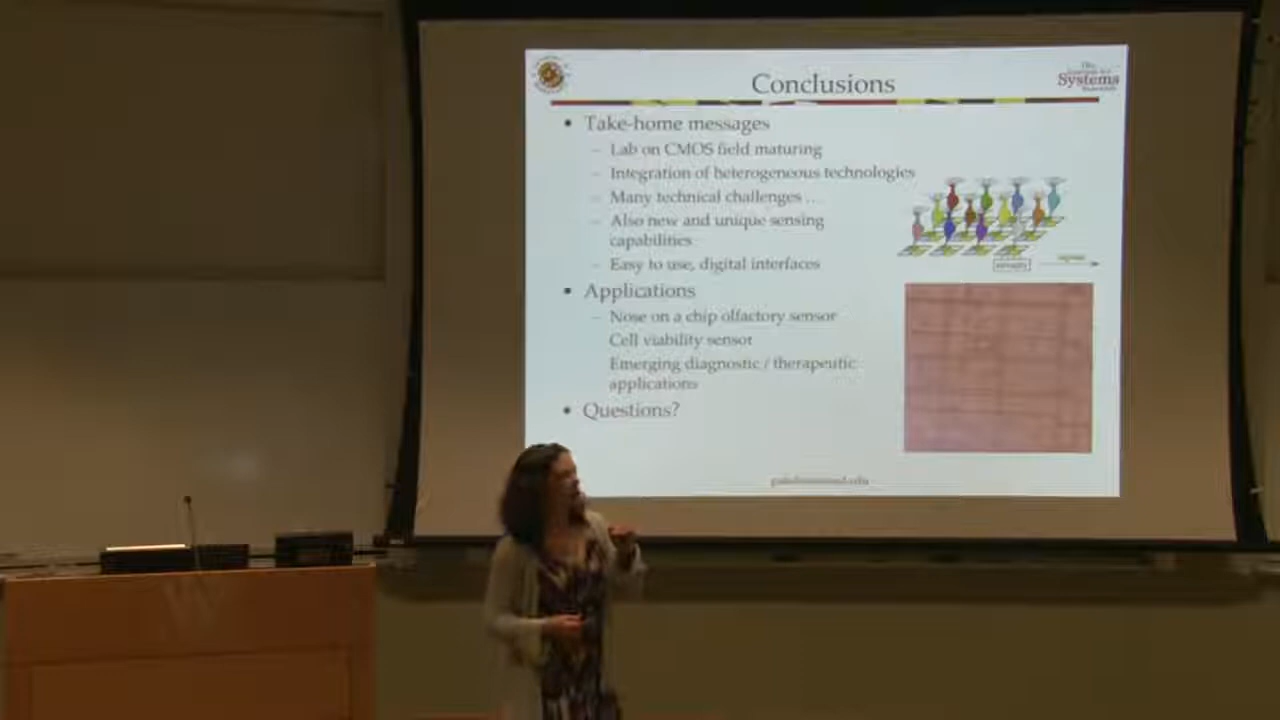 Conclusions
The
Systems
• Take-home messages
– Lab on CMOS field maturing
– Integration of heterogeneous technologies
– Many technical challenges …
– Also new and unique sensing
capabilities
– Easy to use, digital interfaces
• Applications
– Nose on a chip olfactory sensor
Cell viability sensor
Emerging diagnostic / therapeutic
applications
• Questions?
W